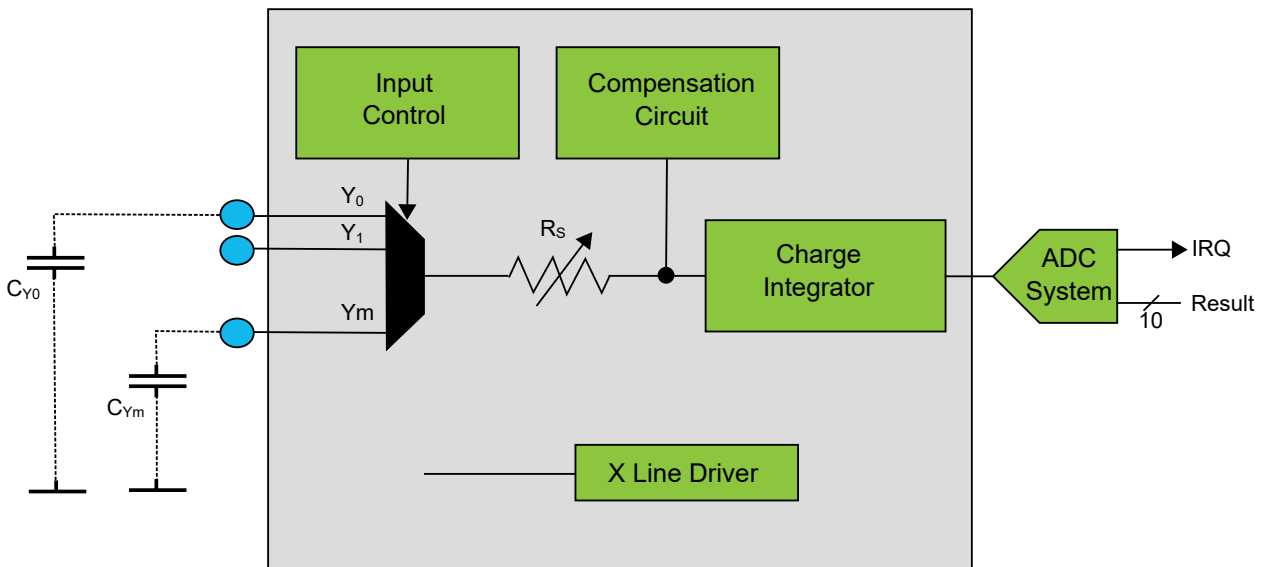 Input
Control
Compensation
Circuit
Y0
Y1
Ym
RS
Charge
Integrator
ADC
System
IRQ
Result
10
CY0
CYm
X Line Driver